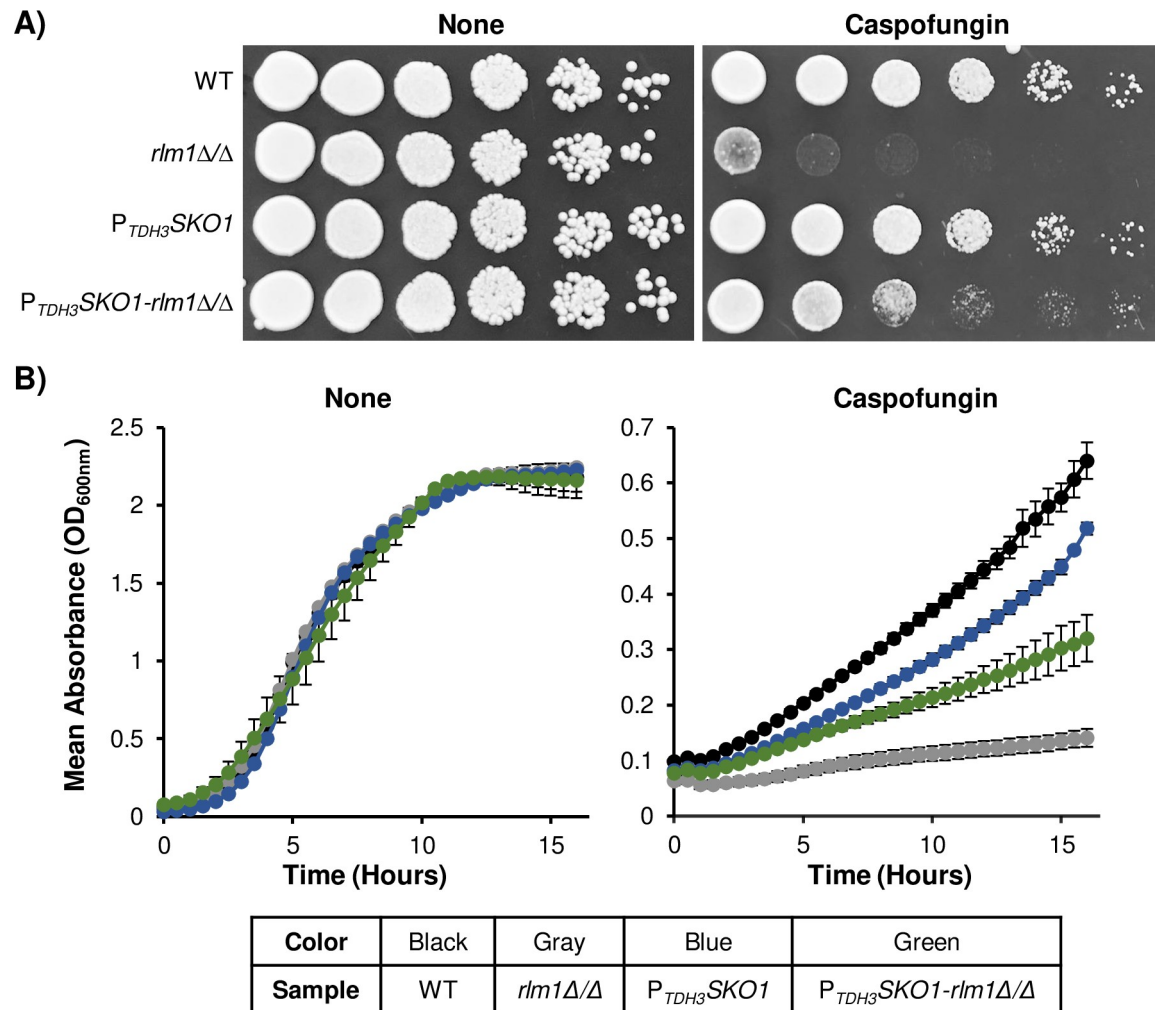 A)
None
Caspofungin
WT
rlm1Δ/Δ
PTDH3SKO1
PTDH3SKO1-rlm1Δ/Δ
B)
None
Caspofungin
Mean Absorbance (OD600nm)
2.5
2
1.5
1
0.5
0
0 5 10 15
Time (Hours)
0.7
0.6
0.5
0.4
0.3
0.2
0.1
0
0 5 10 15
Time (Hours)
Color Black Gray Blue Green
Sample WT rlm1Δ/Δ PTDH3SKO1 PTDH3SKO1-rlm1Δ/Δ